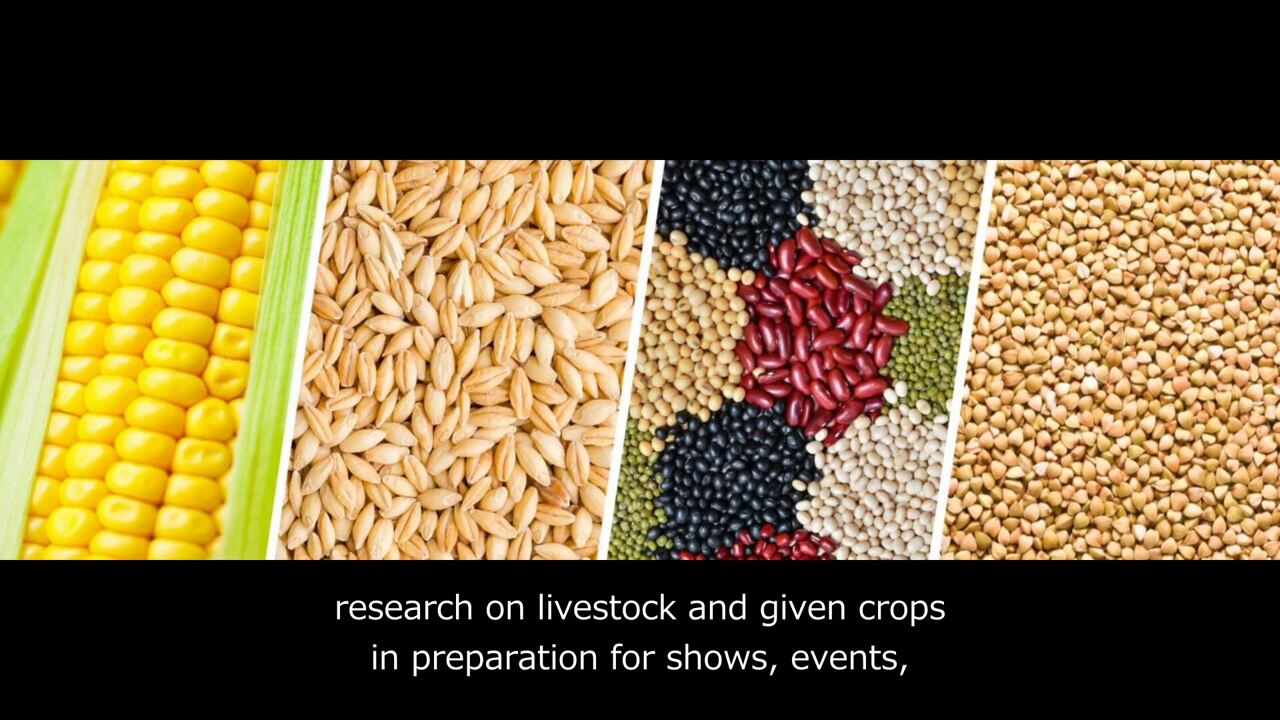 research on livestock and given crops
in preparation for shows, events,